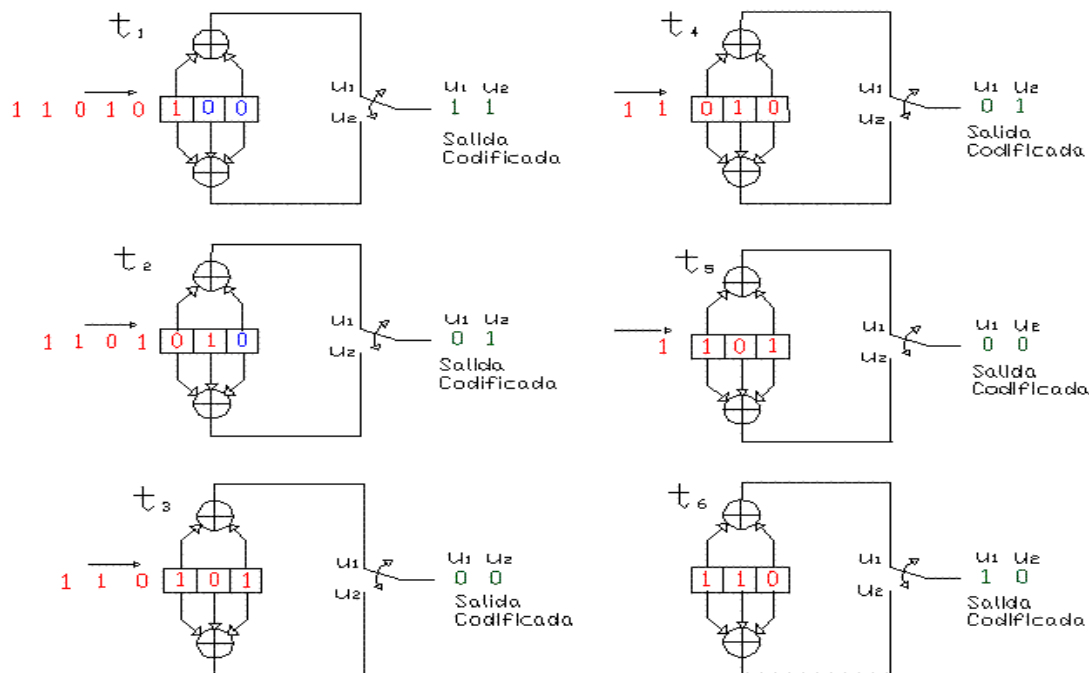 t₁
u₁
u₁ u₂
1 1 0 1 0 1 0 0
1 1
u₂
Salida
Codificada
t₂
u₁
u₁ u₂
1 1 0 1 0 1 0
0 1
u₂
Salida
Codificada
t₃
u₁
u₁ u₂
1 1 0 1 0 1
0 0
u₂
Salida
Codificada
t₄
u₁
u₁ u₂
1 1 0 1 0
0 1
u₂
Salida
Codificada
t₅
u₁
u₁ u₂
1 1 0 1
0 0
u₂
Salida
Codificada
t₆
u₁
u₁ u₂
1 1 0
1 0
u₂
Salida
Codificada